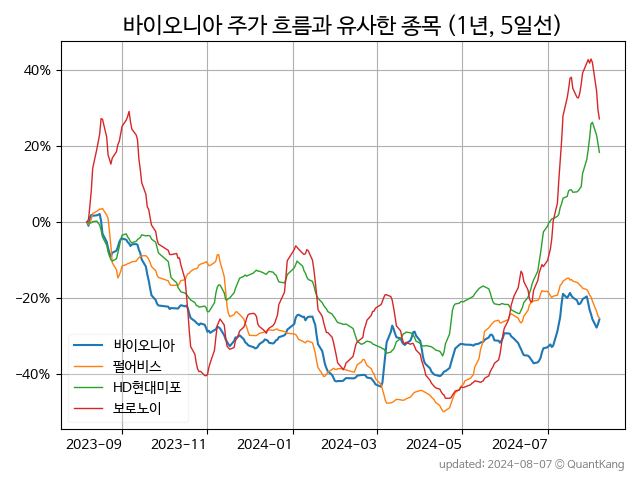 바이오니아 주가 흐름과 유사한 종목 (1년, 5일선)
40%
20%
0%
−20%
−40%
바이오니아
펄어비스
HD현대미포
보로노이
2023-09 2023-11 2024-01 2024-03 2024-05 2024-07
updated: 2024-08-07 © QuantKang